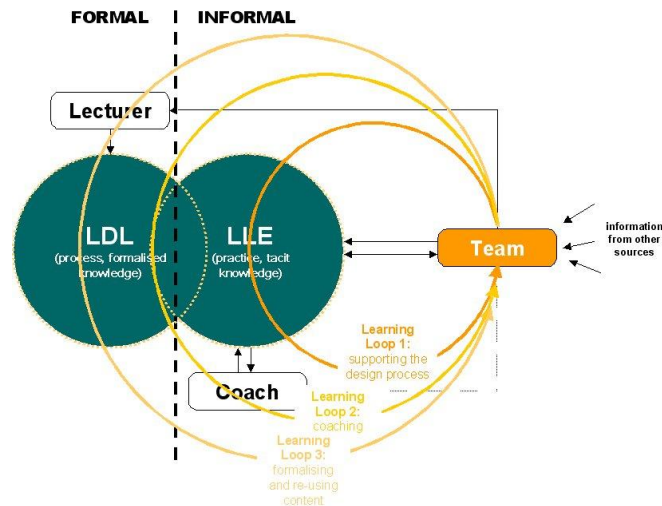 FORMAL
INFORMAL
Lecturer
LDL
(process, formalised
knowledge)
LLE
(practice, tacit
knowledge)
Team
information
from other
sources
Learning
Loop 1:
supporting the
design process
Coach
Learning
Loop 2:
coaching
Learning
Loop 3:
formalising
and re-using
content